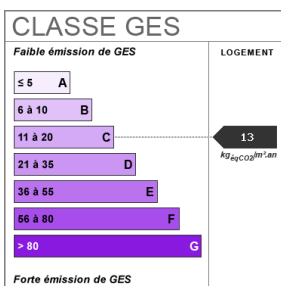 CLASSE GES
Faible émission de GES
LOGEMENT
≤ 5 A
6 à 10 B
11 à 20 C
13
kgéqCO2/m².an
21 à 35 D
36 à 55 E
56 à 80 F
> 80 G
Forte émission de GES